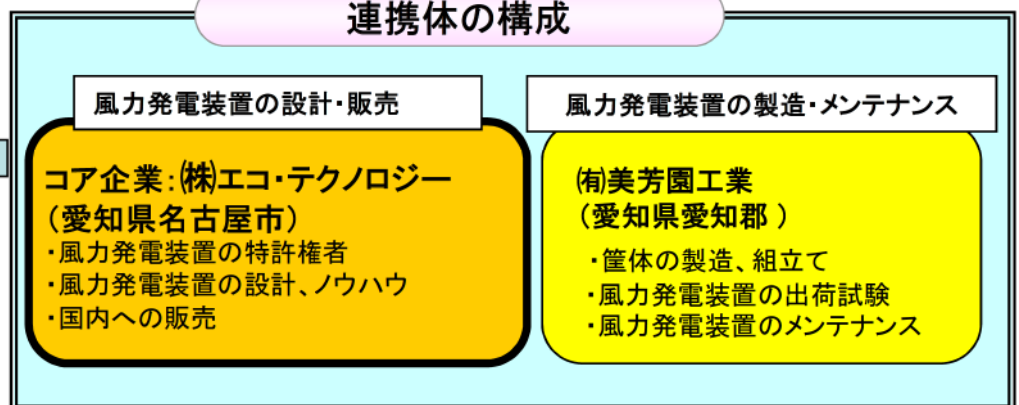 連携体の構成
風力発電装置の設計・販売
コア企業：㈱エコ・テクノロジー
（愛知県名古屋市）
・風力発電装置の特許権者
・風力発電装置の設計、ノウハウ
・国内への販売
風力発電装置の製造・メンテナンス
㈲美芳園工業
（愛知県愛知郡 ）
・筐体の製造、組立て
・風力発電装置の出荷試験
・風力発電装置のメンテナンス